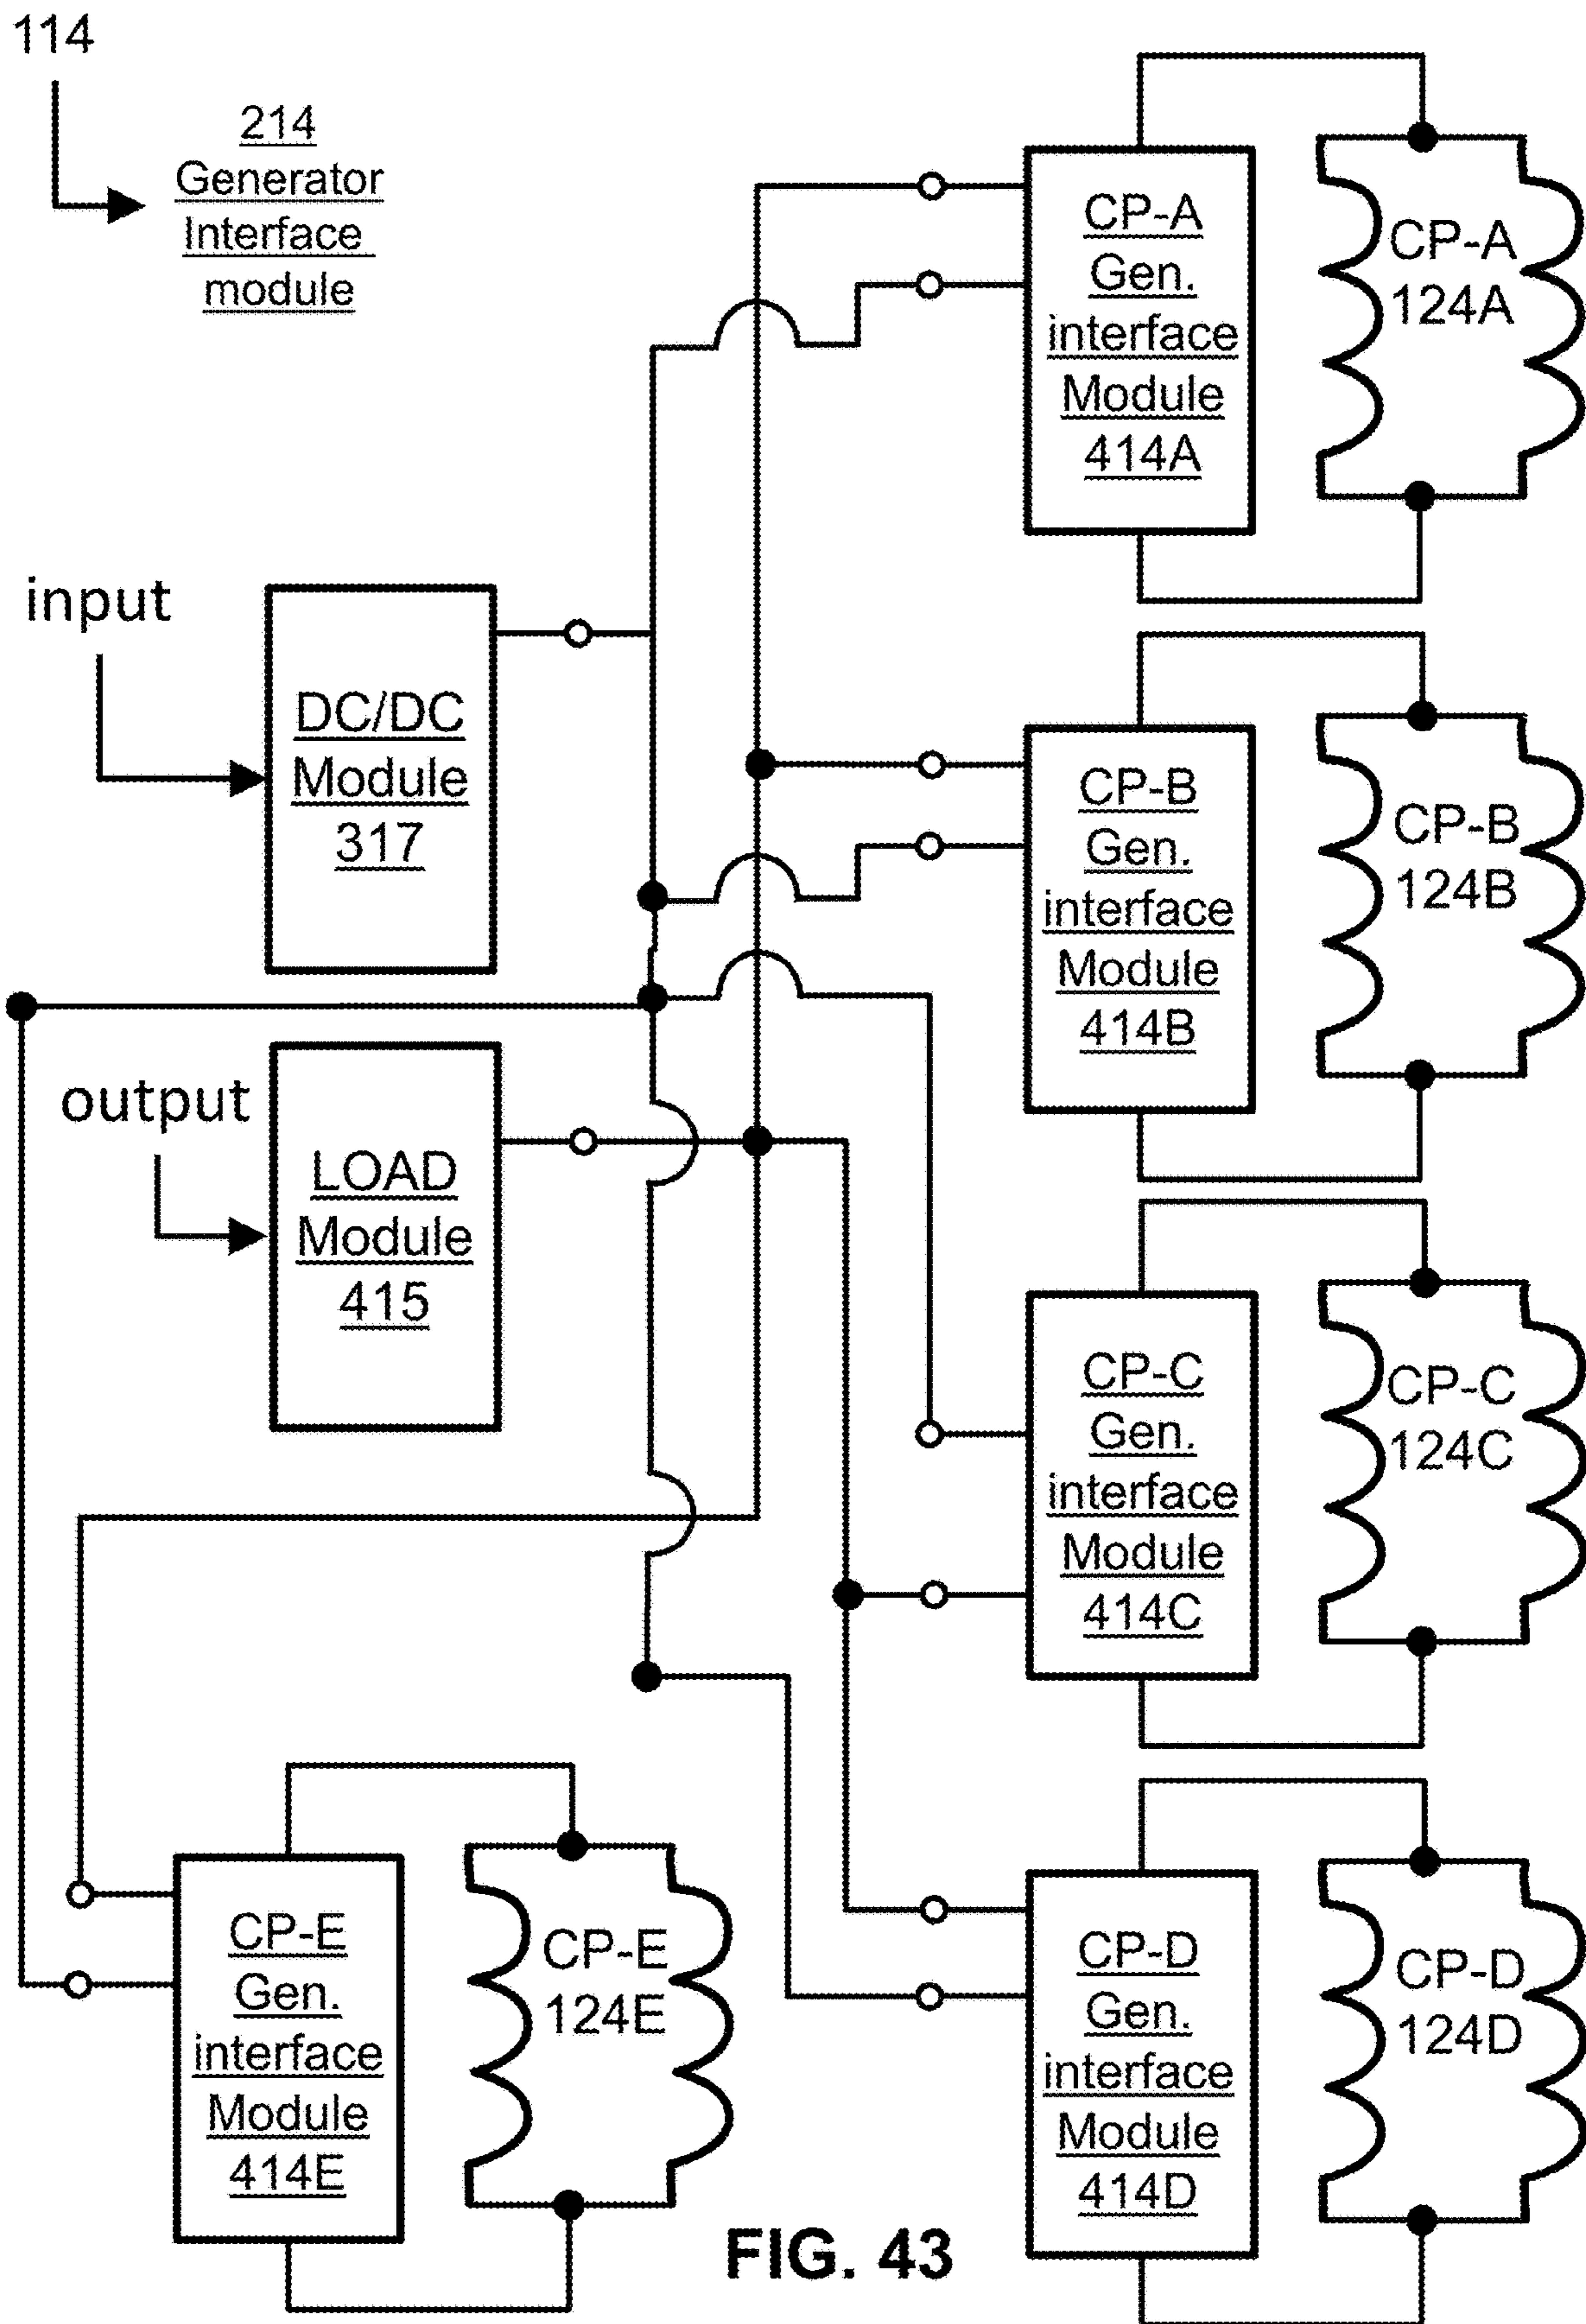 114
214
Generator
Interface
module
CP-A
Gen.
interface
Module
414A
CP-A
124A
input
DC/DC
Module
317
CP-B
Gen.
interface
Module
414B
CP-B
124B
output
LOAD
Module
415
CP-C
Gen.
interface
Module
414C
CP-C
124C
CP-E
Gen.
interface
Module
414E
CP-E
124E
CP-D
Gen.
interface
Module
414D
CP-D
124D
FIG. 43